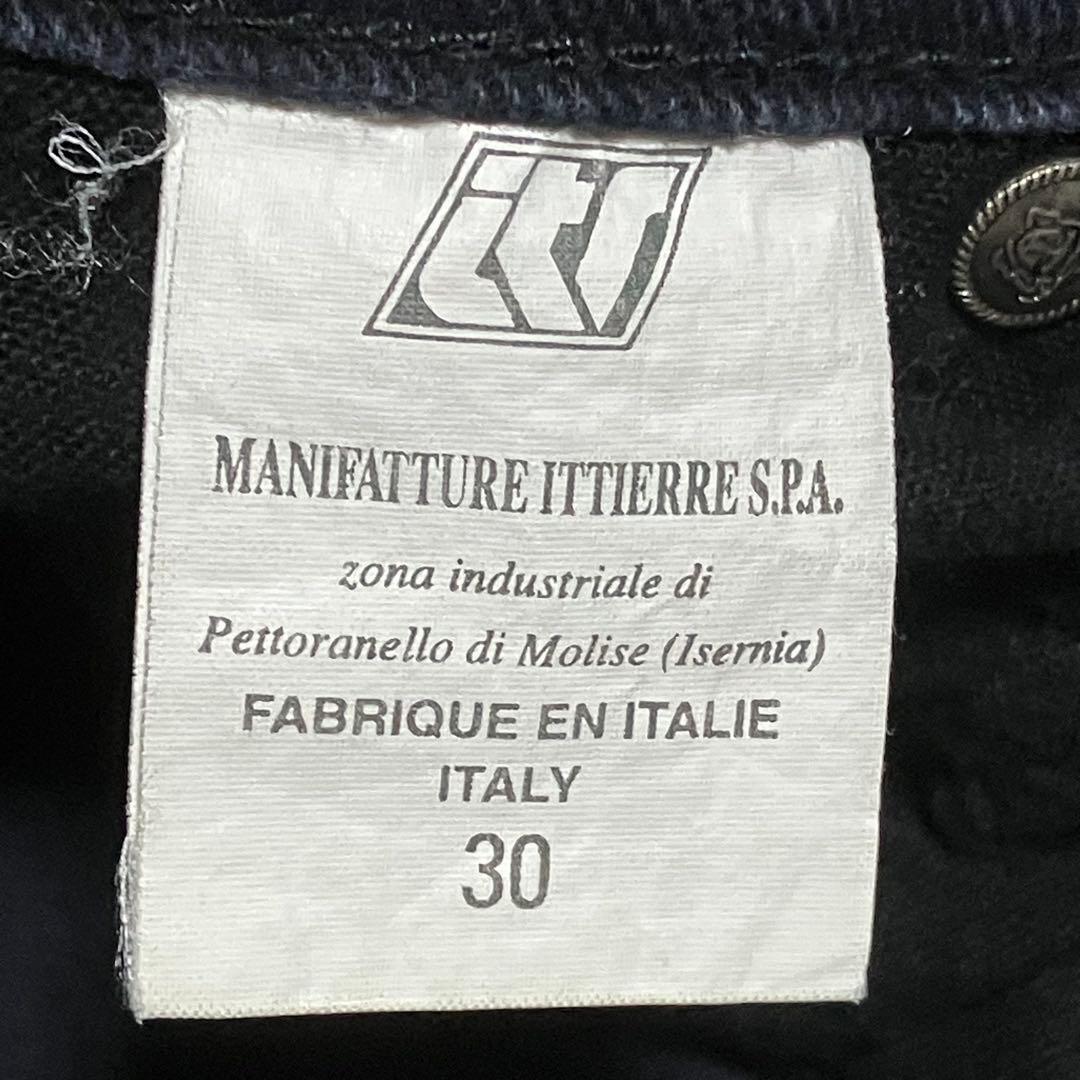 MANIFATTURE ITTIERRE S.P.A.
zona industriale di
Pettoranello di Molise (Isernia)
FABRIQUE EN ITALIE
ITALY
30